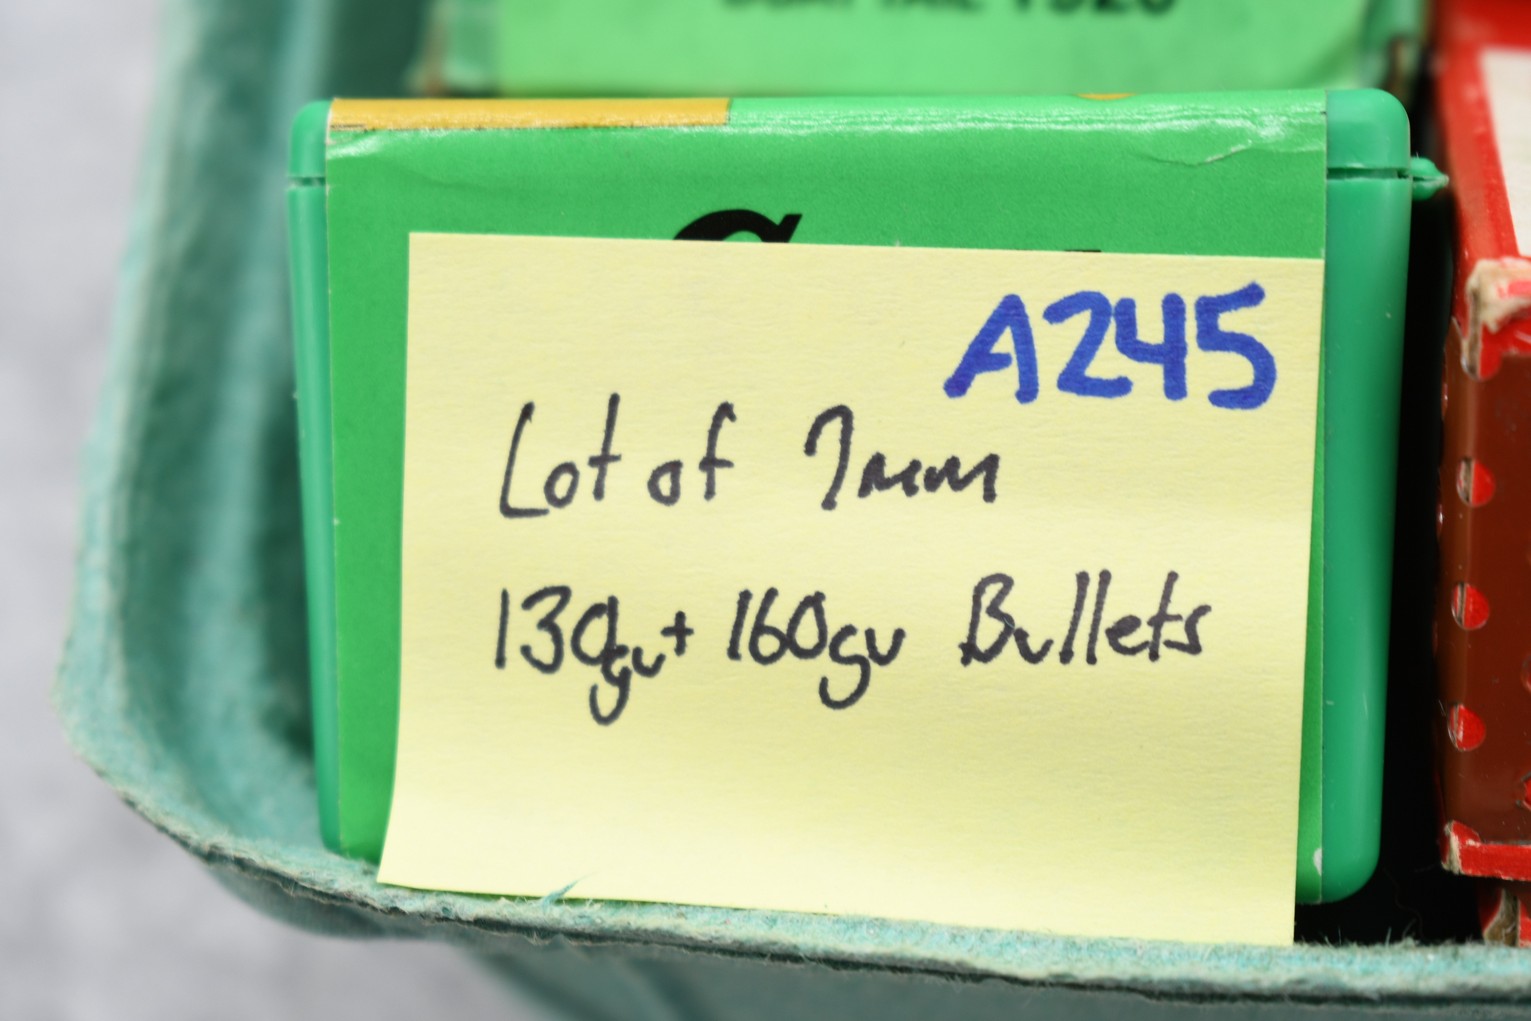 A245
Lot of 7mm
130gr + 160gr Bullets